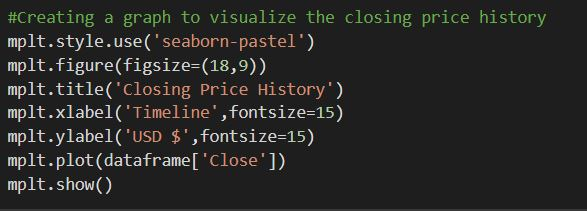 #Creating a graph to visualize the closing price history
mplt.style.use('seaborn-pastel')
mplt.figure(figsize=(18,9))
mplt.title('Closing Price History')
mplt.xlabel('Timeline',fontsize=15)
mplt.ylabel('USD $',fontsize=15)
mplt.plot(dataframe['Close'])
mplt.show()